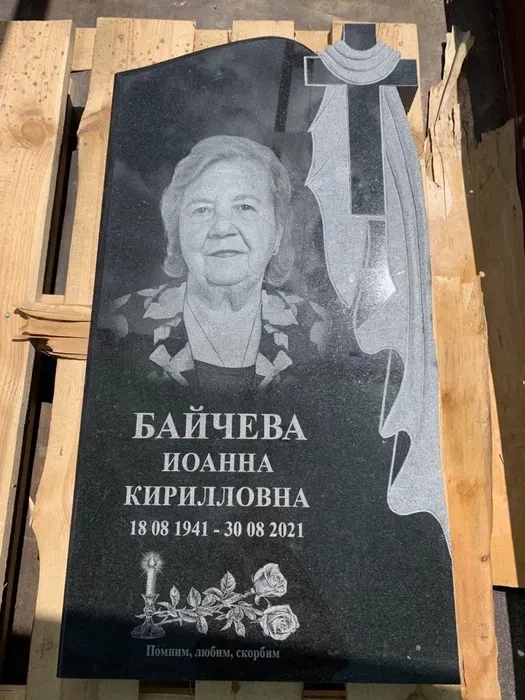 БАЙЧЕВА
ИОАННА
КИРИЛЛОВНА
18 08 1941 - 30 08 2021
Помним, любим, скорбим